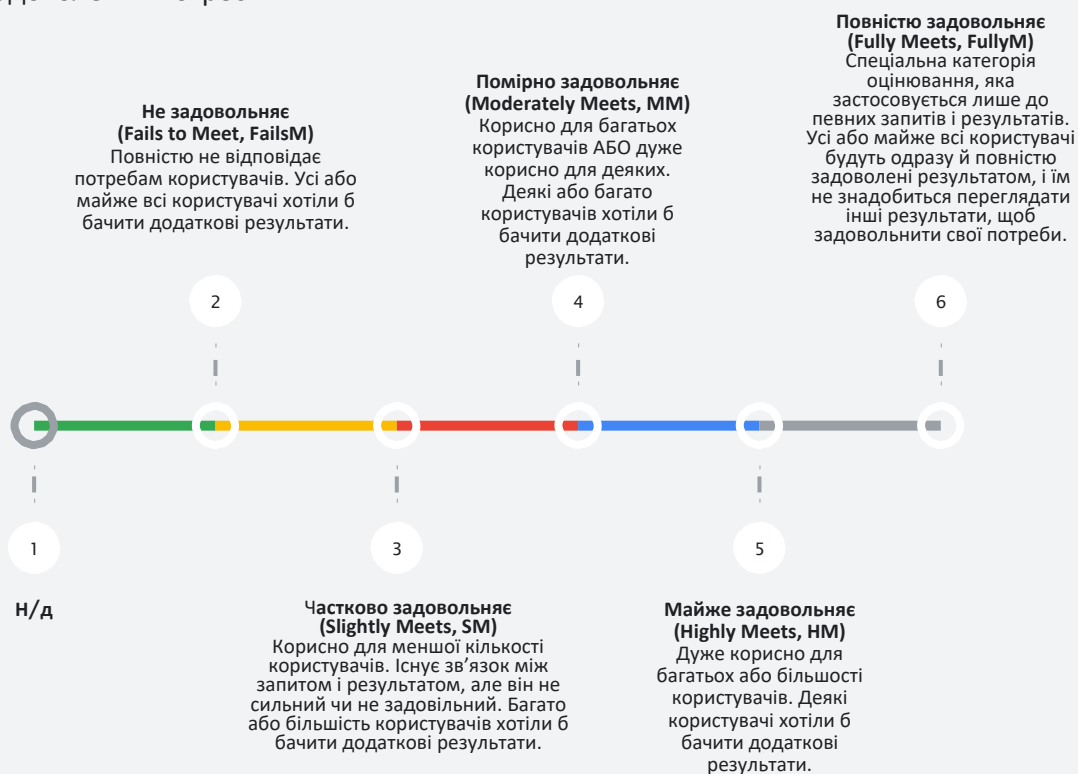 Повністю задовольняє
(Fully Meets, FullyM)
Спеціальна категорія
оцінювання, яка
застосовується лише до
певних запитів і результатів.
Усі або майже всі користувачі
будуть одразу й повністю
задоволені результатом, і їм
не знадобиться переглядати
інші результати, щоб
задовольнити свої потреби.
Помірно задовольняє
(Moderately Meets, MM)
Корисно для багатьох
користувачів АБО дуже
корисно для деяких.
Деякі або багато
користувачів хотіли б
бачити додаткові
результати.
Не задовольняє
(Fails to Meet, FailsM)
Повністю не відповідає
потребам користувачів. Усі або
майже всі користувачі хотіли б
бачити додаткові результати.
2
4
6
1
3
5
Н/д
Частково задовольняє
(Slightly Meets, SM)
Корисно для меншої кількості
користувачів. Існує зв’язок між
запитом і результатом, але він не
сильний чи не задовільний. Багато
або більшість користувачів хотіли б
бачити додаткові результати.
Майже задовольняє
(Highly Meets, HM)
Дуже корисно для
багатьох або більшості
користувачів. Деякі
користувачі хотіли б
бачити додаткові
результати.